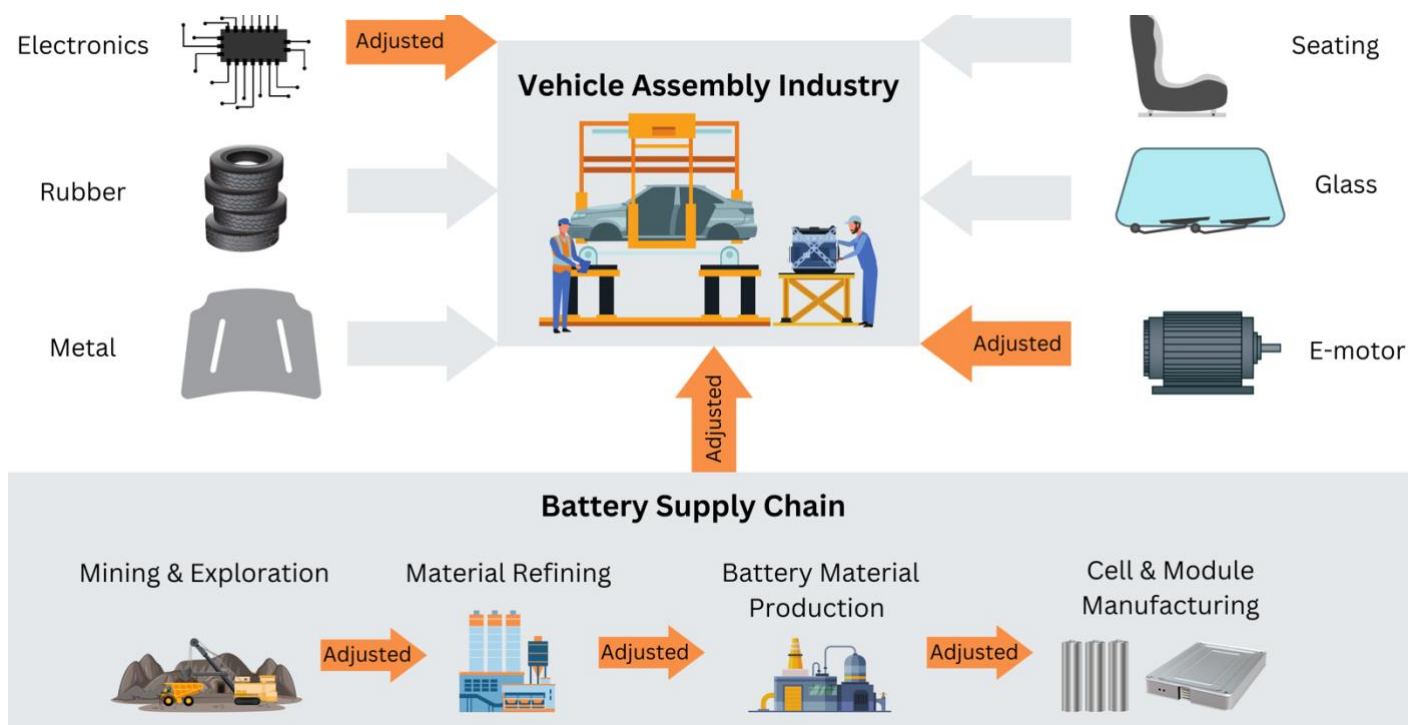 Electronics
Adjusted
Seating
Vehicle Assembly Industry
Rubber
Glass
Metal
Adjusted
E-motor
Adjusted
Battery Supply Chain
Mining & Exploration
Material Refining
Battery Material
Production
Cell & Module
Manufacturing
Adjusted
Adjusted
Adjusted